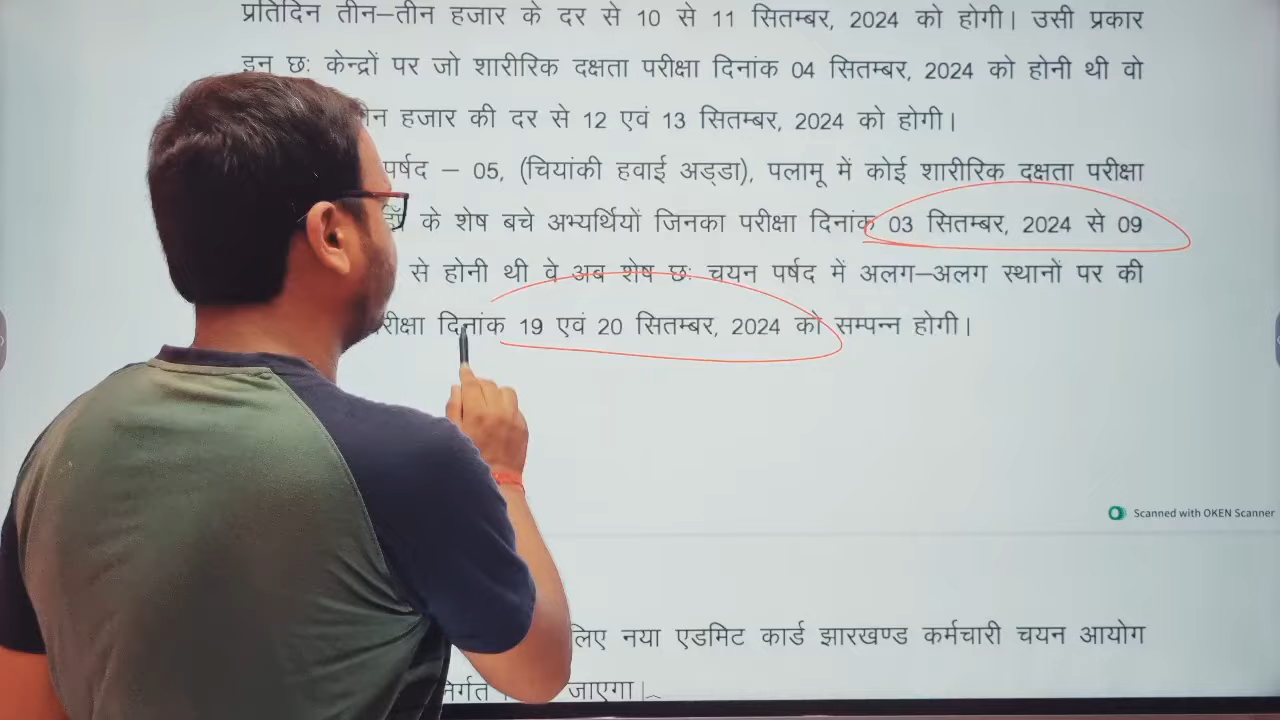 प्रतिदिन तीन–तीन हजार के दर से 10 से 11 सितम्बर, 2024 को होगी। उसी प्रकार
इन छः केन्द्रों पर जो शारीरिक दक्षता परीक्षा दिनांक 04 सितम्बर, 2024 को होनी थी वो
हजार की दर से 12 एवं 13 सितम्बर, 2024 को होगी।
पर्षद – 05, (चियांकी हवाई अड्डा), पलामू में कोई शारीरिक दक्षता परीक्षा
के शेष बचे अभ्यर्थियों जिनका परीक्षा दिनांक 03 सितम्बर, 2024 से 09
से होनी थी वे अब शेष छः चयन पर्षद में अलग–अलग स्थानों पर की
दिनांक 19 एवं 20 सितम्बर, 2024 को सम्पन्न होगी।
Scanned with OKEN Scanner
नया एडमिट कार्ड झारखण्ड कर्मचारी चयन आयोग
जाएगा।